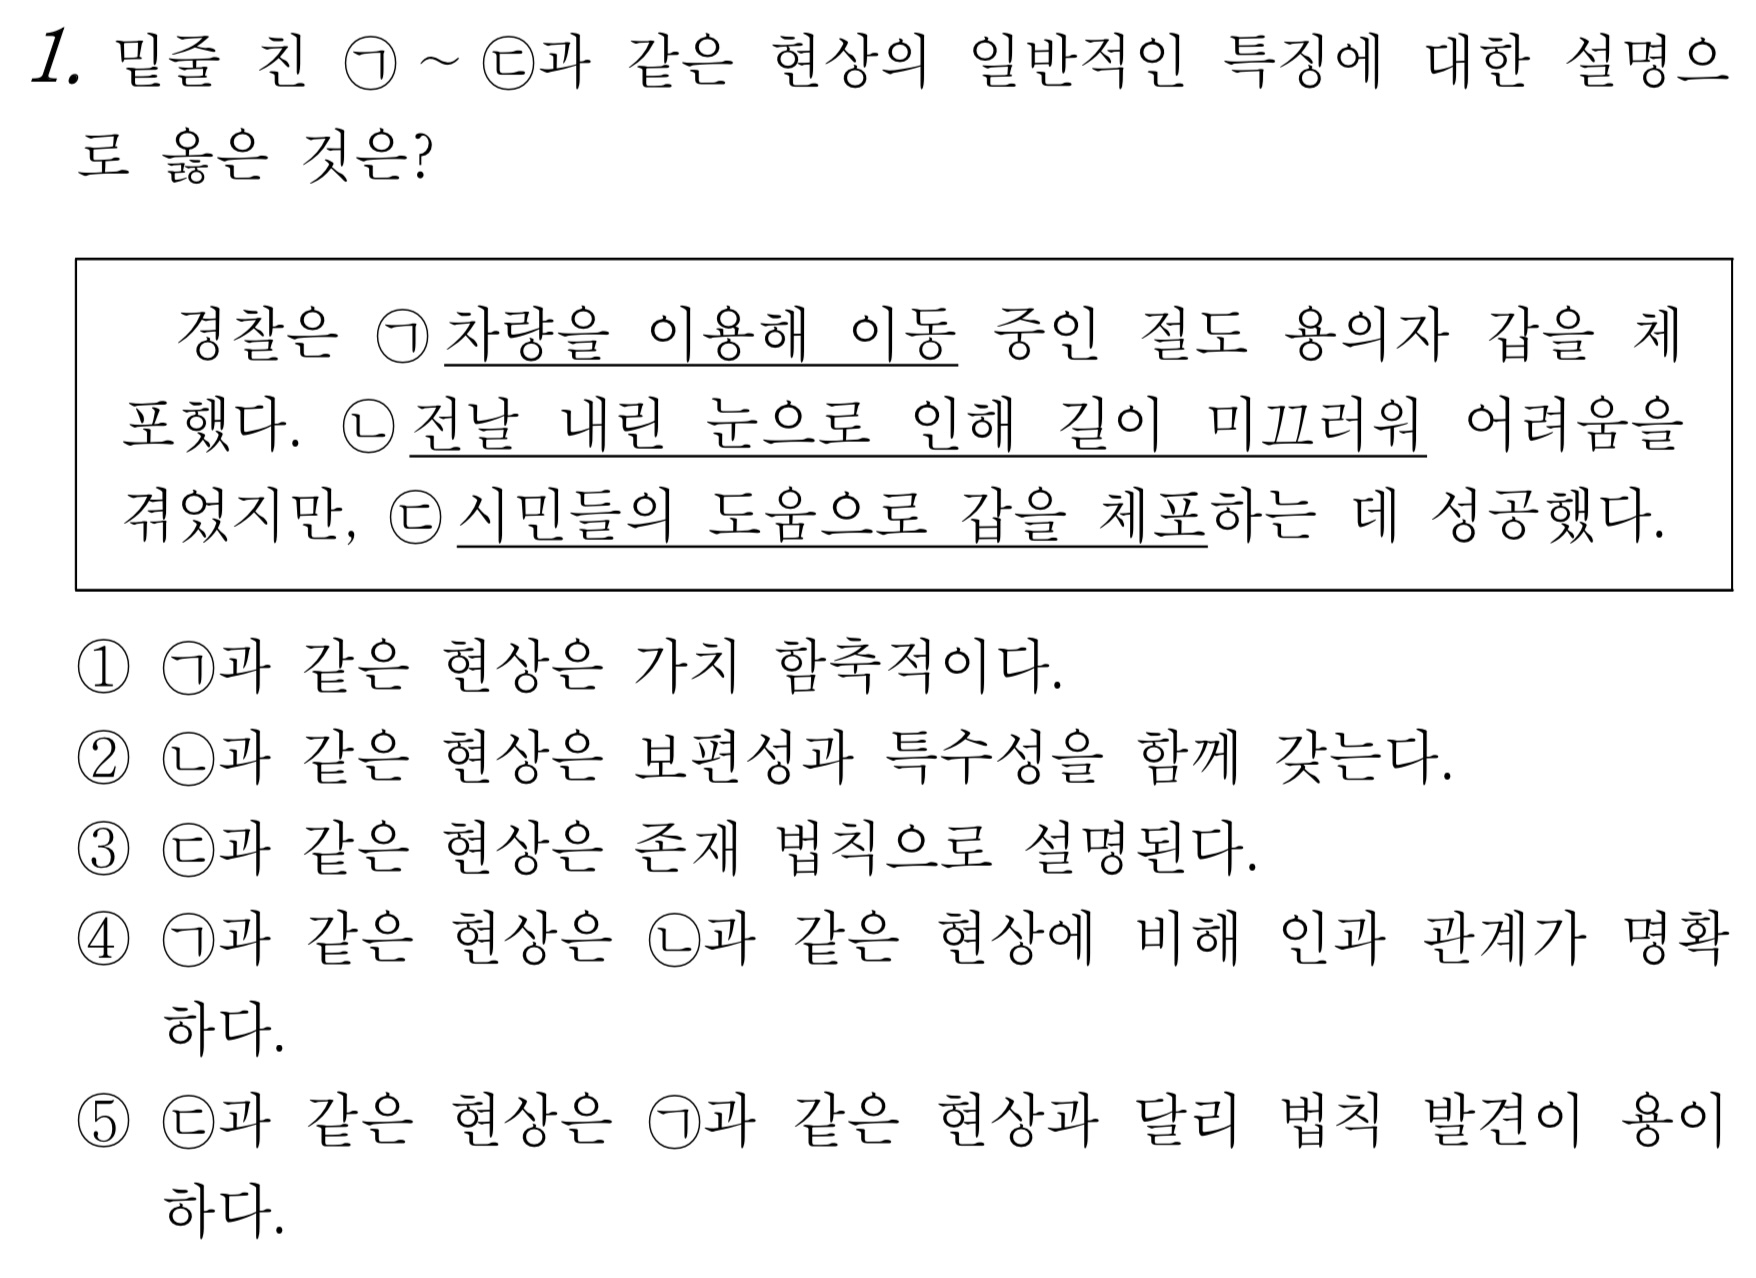 1. 밑줄 친 ㉠ ~ ㉢과 같은 현상의 일반적인 특징에 대한 설명으
로 옳은 것은?
경찰은 ㉠ 차량을 이용해 이동 중인 절도 용의자 갑을 체
포했다. ㉡ 전날 내린 눈으로 인해 길이 미끄러워 어려움을
겪었지만, ㉢ 시민들의 도움으로 갑을 체포하는 데 성공했다.
① ㉠과 같은 현상은 가치 함축적이다.
② ㉡과 같은 현상은 보편성과 특수성을 함께 갖는다.
③ ㉢과 같은 현상은 존재 법칙으로 설명된다.
④ ㉠과 같은 현상은 ㉡과 같은 현상에 비해 인과 관계가 명확
하다.
⑤ ㉢과 같은 현상은 ㉠과 같은 현상과 달리 법칙 발견이 용이
하다.